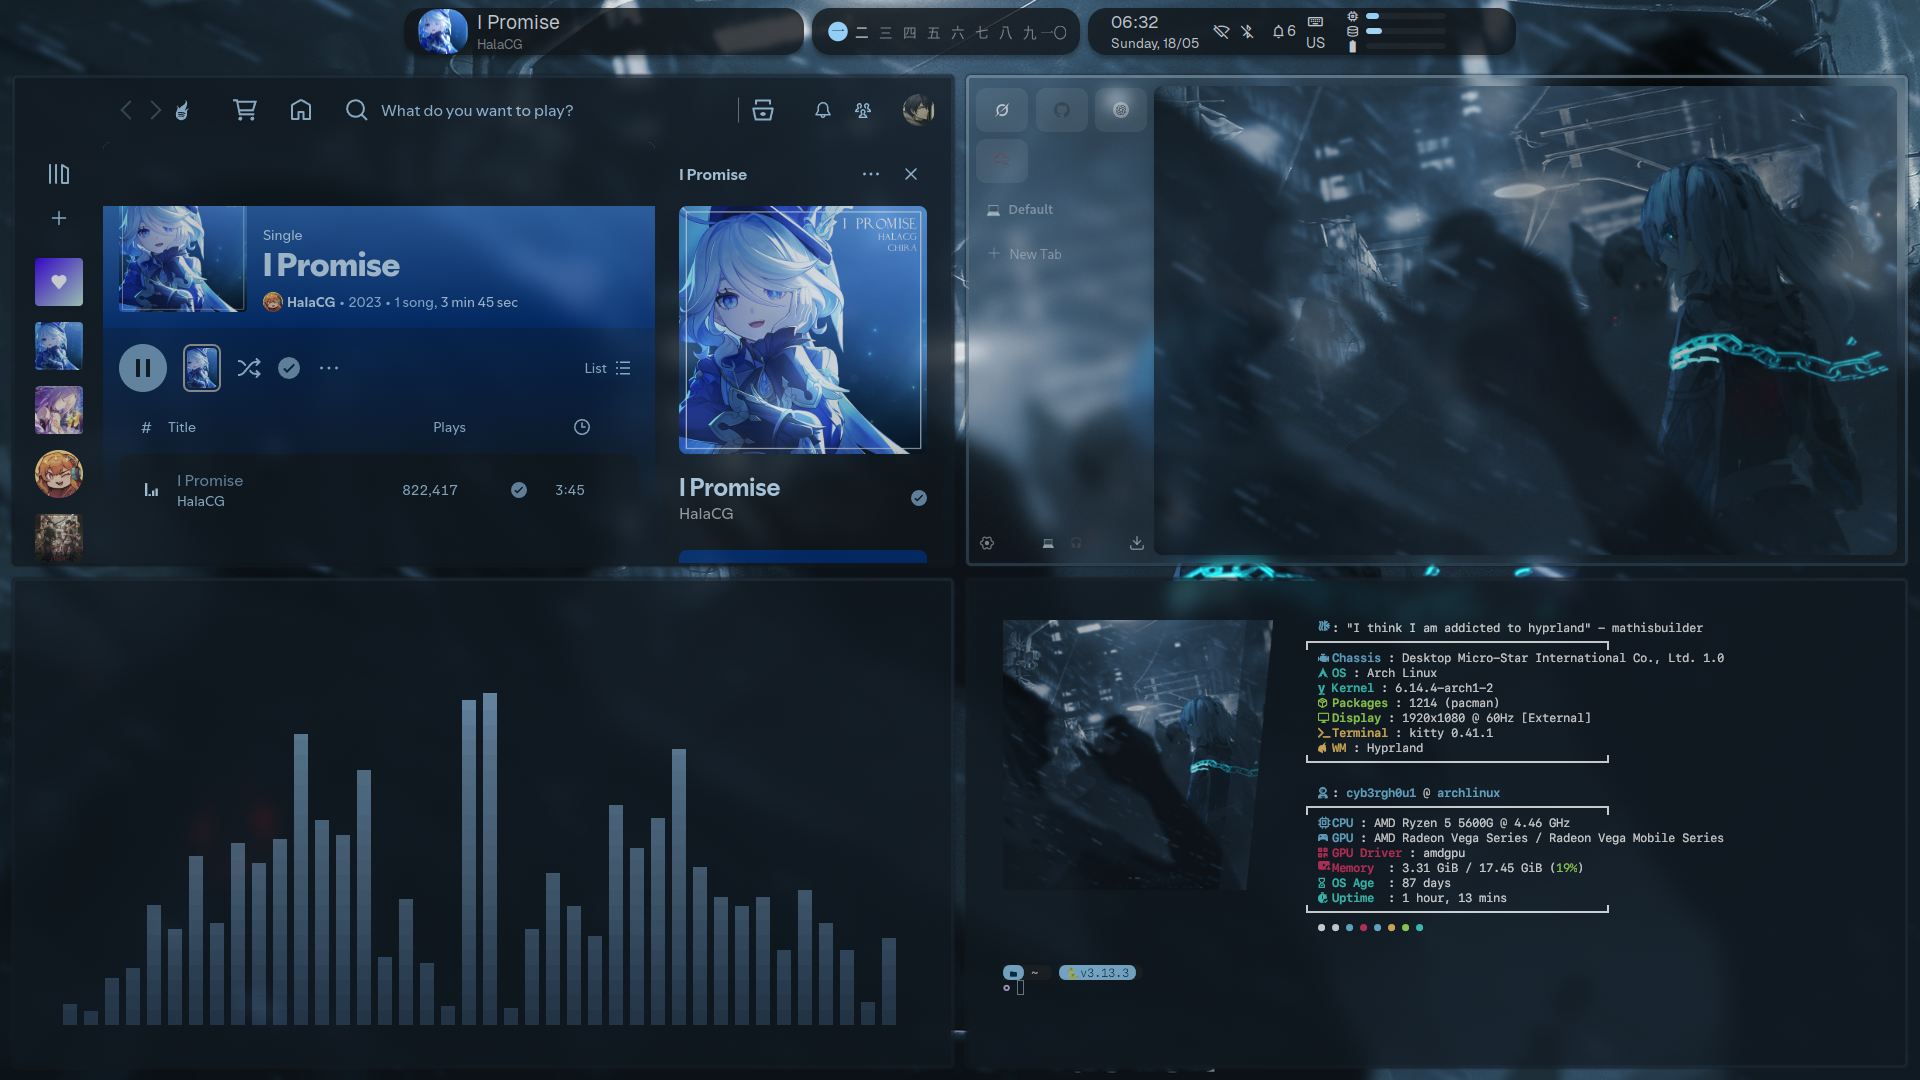 I Promise
HalaCG
一 二 三 四 五 六 七 八 九 一〇
06:32
Sunday, 18/05
6
US
What do you want to play?
Single
I Promise
HalaCG • 2023 • 1 song, 3 min 45 sec
List
# Title Plays
I Promise
HalaCG
822,417 3:45
I Promise
I PROMISE
HALACG
CHIRA
I Promise
HalaCG
Default
New Tab
: "I think I am addicted to hyprland" - mathisbuilder
Chassis : Desktop Micro-Star International Co., Ltd. 1.0
OS : Arch Linux
Kernel : 6.14.4-arch1-2
Packages : 1214 (pacman)
Display : 1920x1080 @ 60Hz [External]
Terminal : kitty 0.41.1
WM : Hyprland
: cyb3rgh0u1 @ archlinux
CPU : AMD Ryzen 5 5600G @ 4.46 GHz
GPU : AMD Radeon Vega Series / Radeon Vega Mobile Series
GPU Driver : amdgpu
Memory : 3.31 GiB / 17.45 GiB (19%)
OS Age : 87 days
Uptime : 1 hour, 13 mins
~ v3.13.3